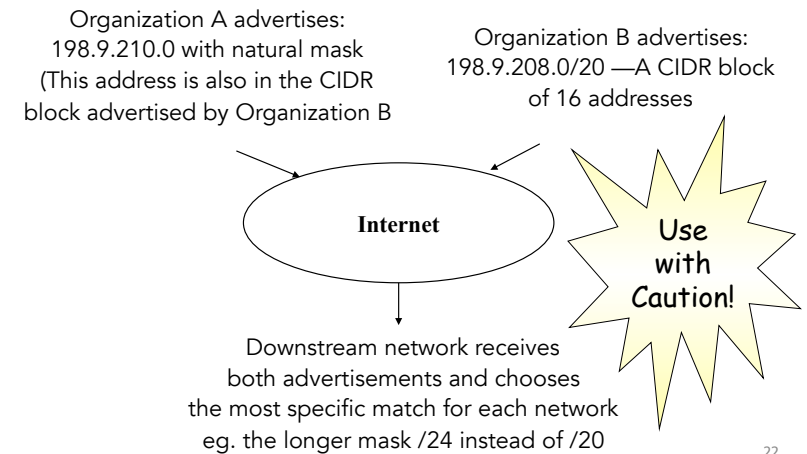 Organization A advertises:
198.9.210.0 with natural mask
(This address is also in the CIDR
block advertised by Organization B
Organization B advertises:
198.9.208.0/20 —A CIDR block
of 16 addresses
Internet
Use
with
Caution!
Downstream network receives
both advertisements and chooses
the most specific match for each network
eg. the longer mask /24 instead of /20
22